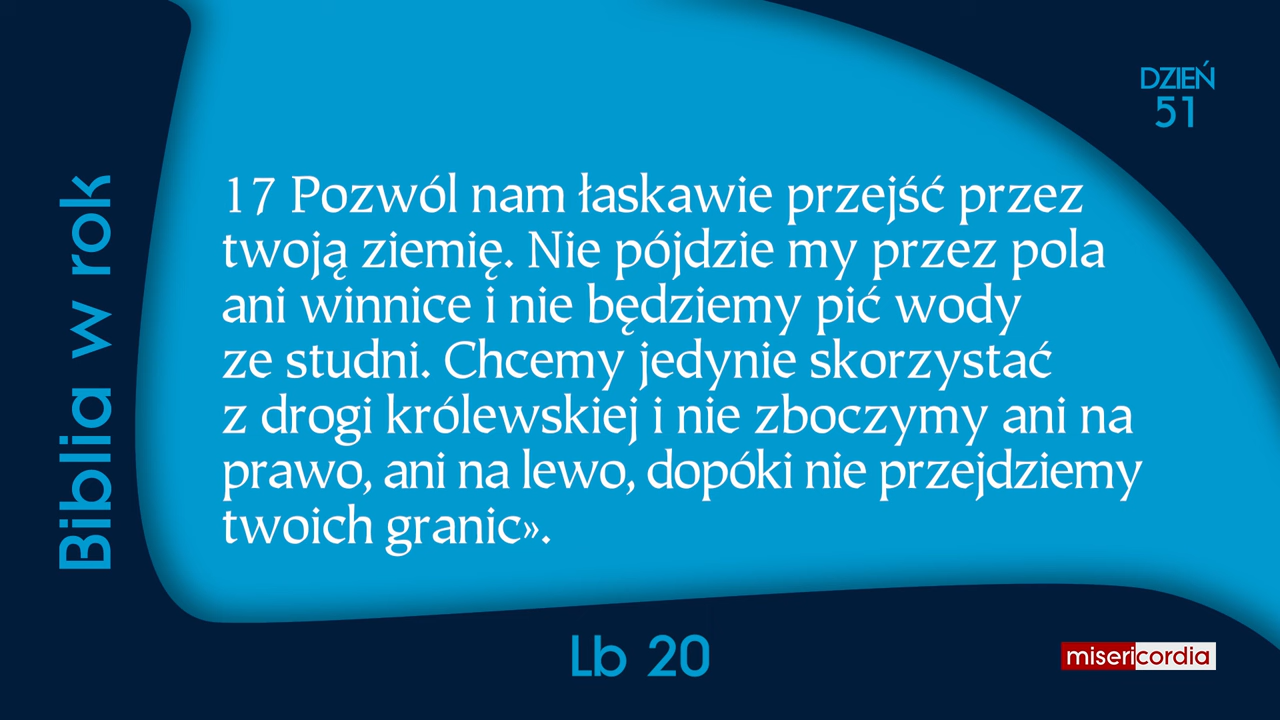 DZIEŃ
51
Biblia w rok
17 Pozwól nam łaskawie przejść przez
twoją ziemię. Nie pójdzie my przez pola
ani winnice i nie będziemy pić wody
ze studni. Chcemy jedynie skorzystać
z drogi królewskiej i nie zboczymy ani na
prawo, ani na lewo, dopóki nie przejdziemy
twoich granic».
Lb 20
misericordia